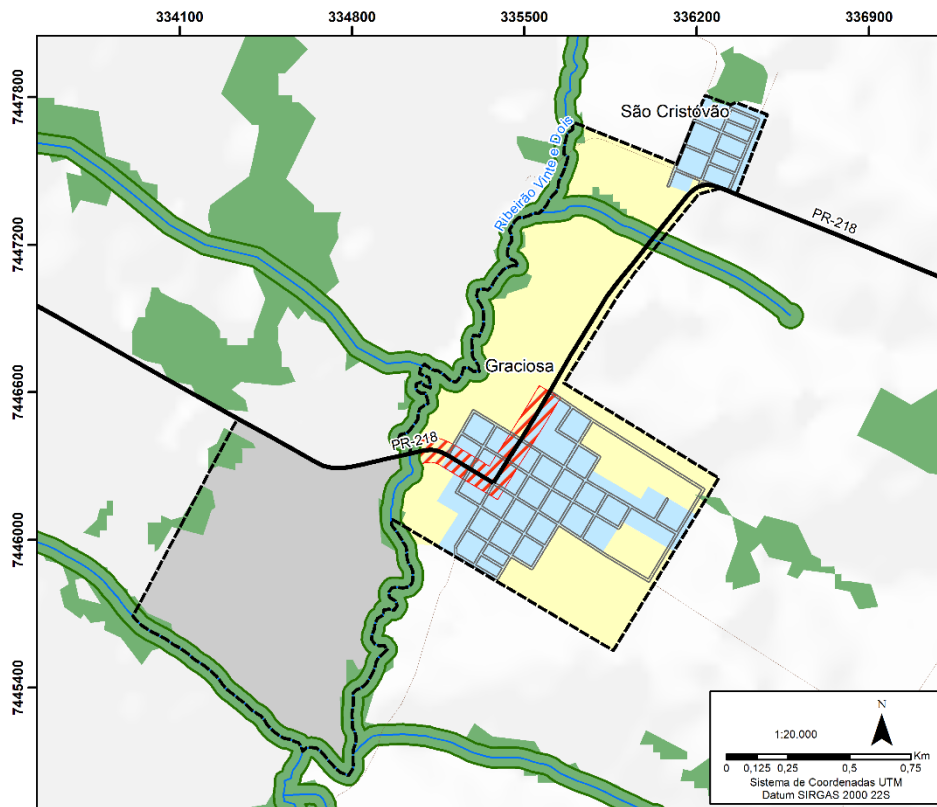 334100 334800 335500 336200 336900
7447800
7447200
7446600
7446000
7445400
São Cristóvão
Ribeirão Vinte e Dois
PR-218
Graciosa
PR-218
N
1:20.000
Km
0 0,125 0,25 0,5 0,75
Sistema de Coordenadas UTM
Datum SIRGAS 2000 22S